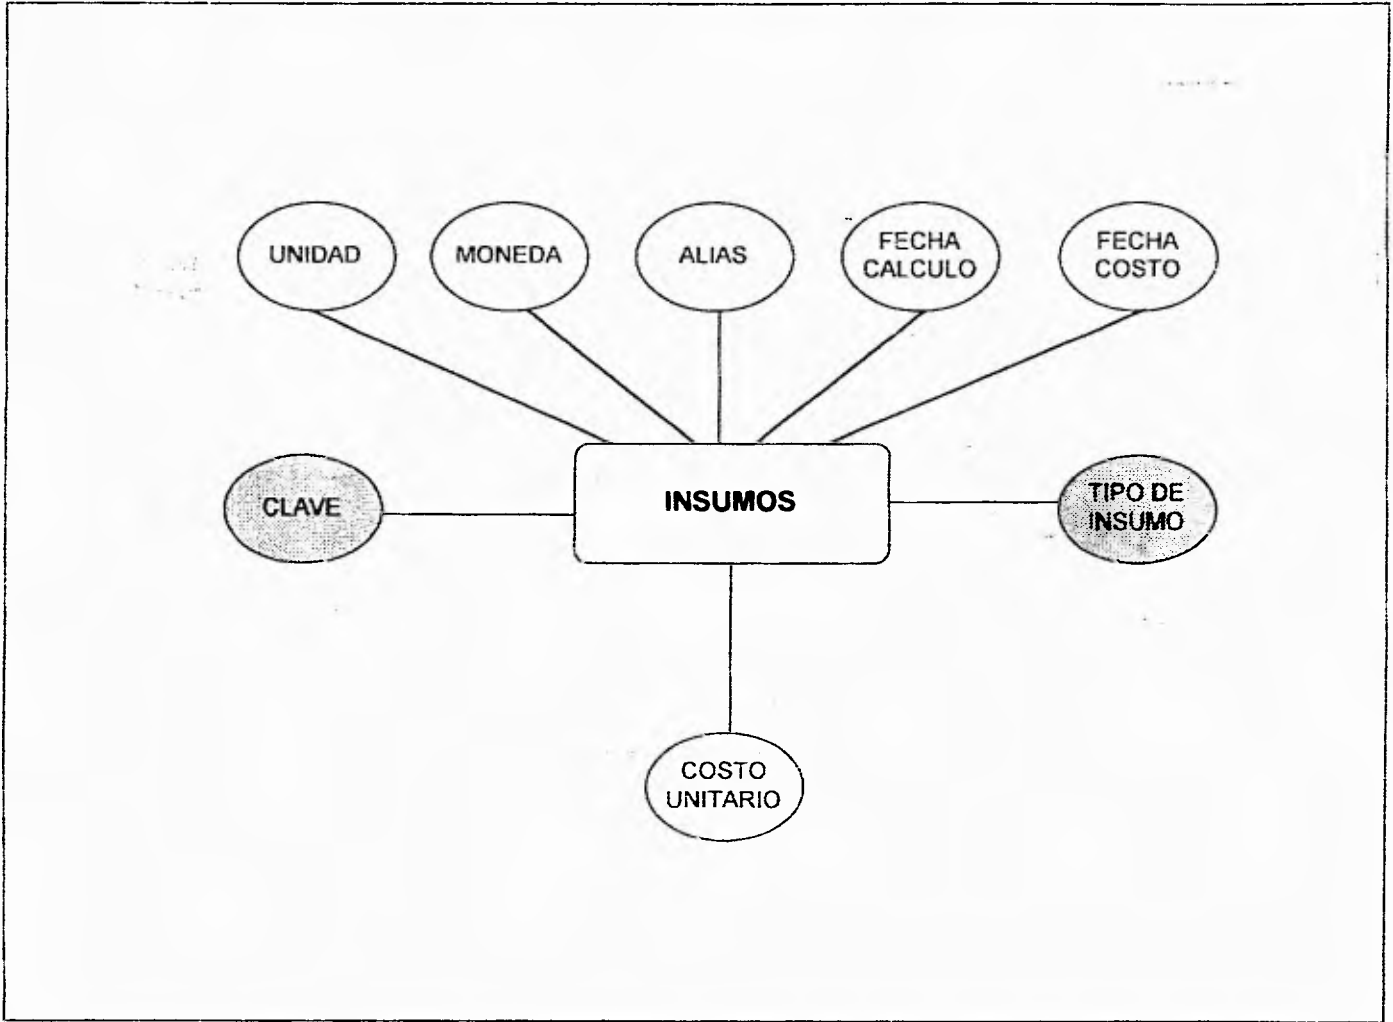 UNIDAD
MONEDA
ALIAS
FECHA
CALCULO
FECHA
COSTO
CLAVE
INSUMOS
TIPO DE
INSUMO
COSTO
UNITARIO